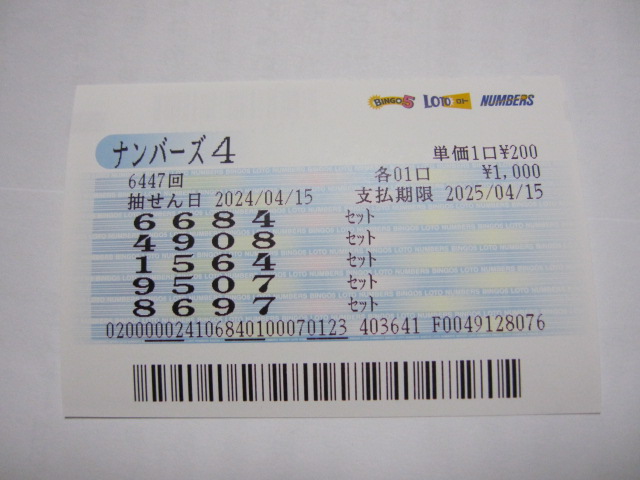 BINGO5 LOTO ロト NUMBERS
ナンバーズ4 単価1口¥200
6447回 各01口 ¥1,000
抽せん日 2024/04/15 支払期限 2025/04/15
6684 セット
4908 セット
1564 セット
9507 セット
8697 セット
020000024106840100070123 403641 F0049128076